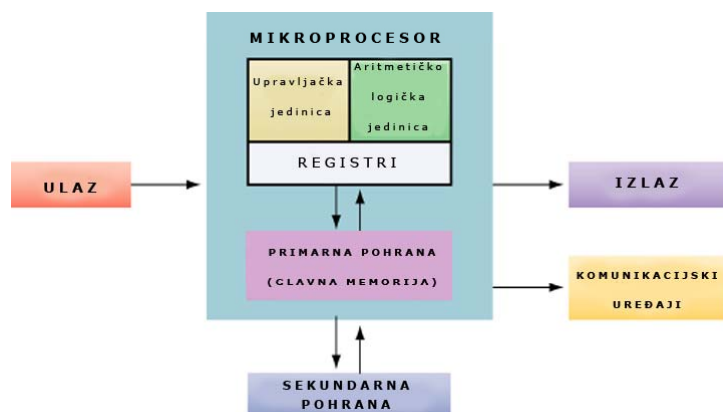 MIKROPROCESOR
Upravljačka
jedinica
Aritmetičko
logička
jedinica
REGISTRI
ULAZ
IZLAZ
PRIMARNA POHRANA
(GLAVNA MEMORIJA)
KOMUNIKACIJSKI
UREĐAJI
SEKUNDARNA
POHRANA